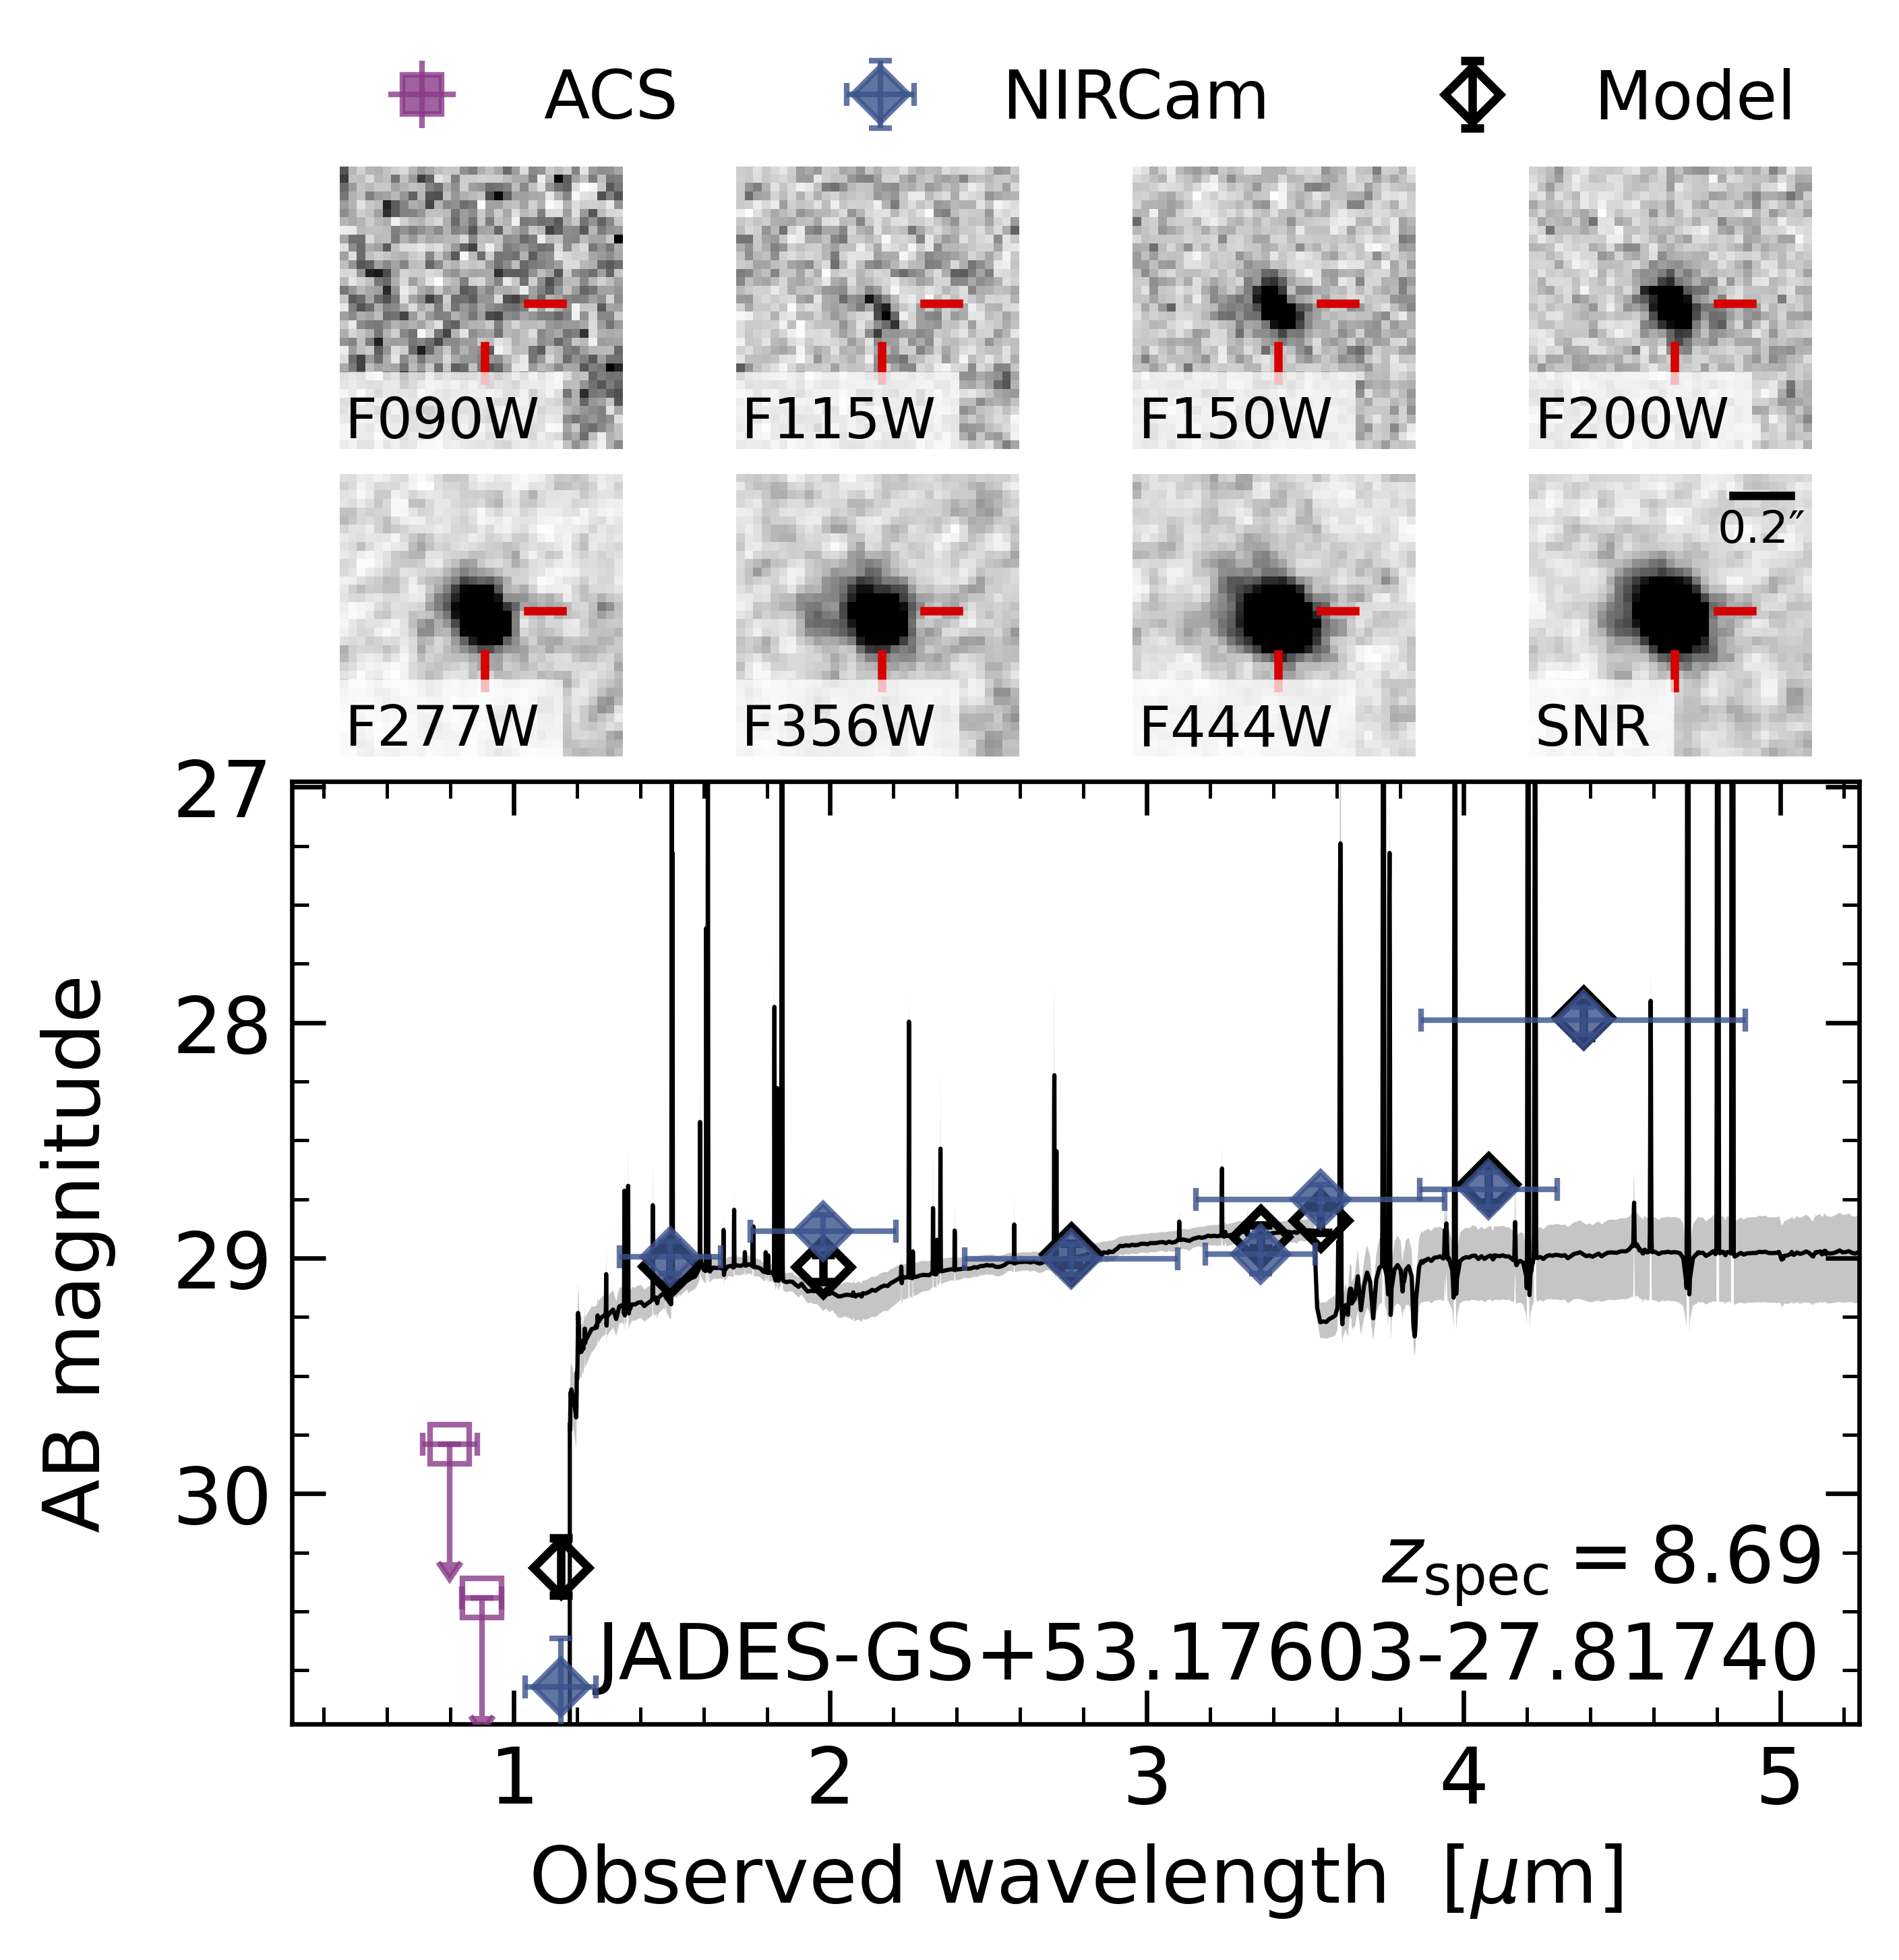 ACS NIRCam Model
F090W F115W F150W F200W
0.2″
F277W F356W F444W SNR
27
28
29
30
AB magnitude
z_spec = 8.69
JADES-GS+53.17603-27.81740
1 2 3 4 5
Observed wavelength [μm]